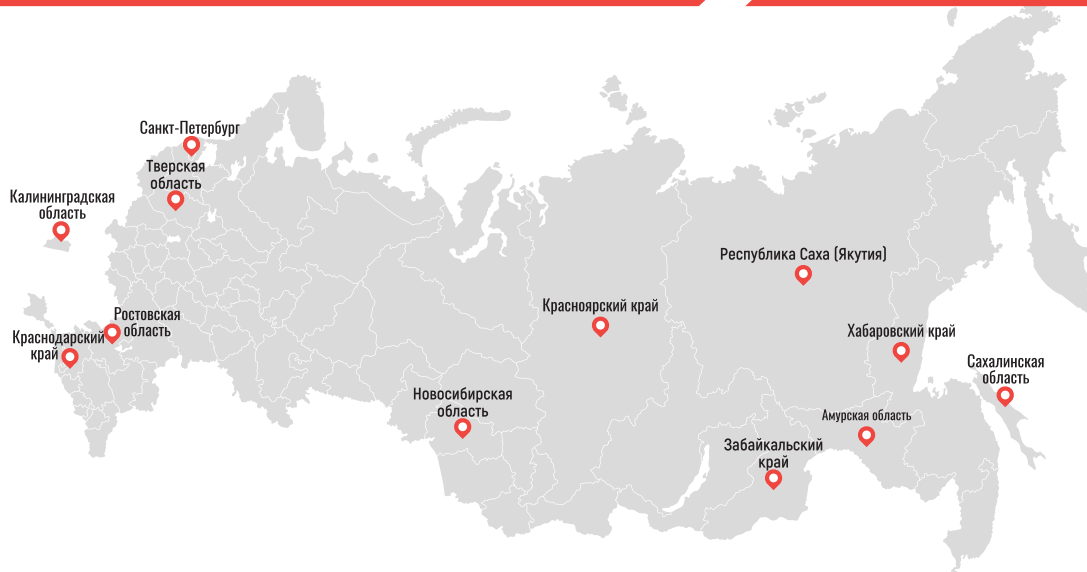 Санкт-Петербург
Тверская
область
Калининградская
область
Республика Саха (Якутия)
Красноярский край
Ростовская
область
Краснодарский
край
Хабаровский край
Сахалинская
область
Новосибирская
область
Амурская область
Забайкальский
край